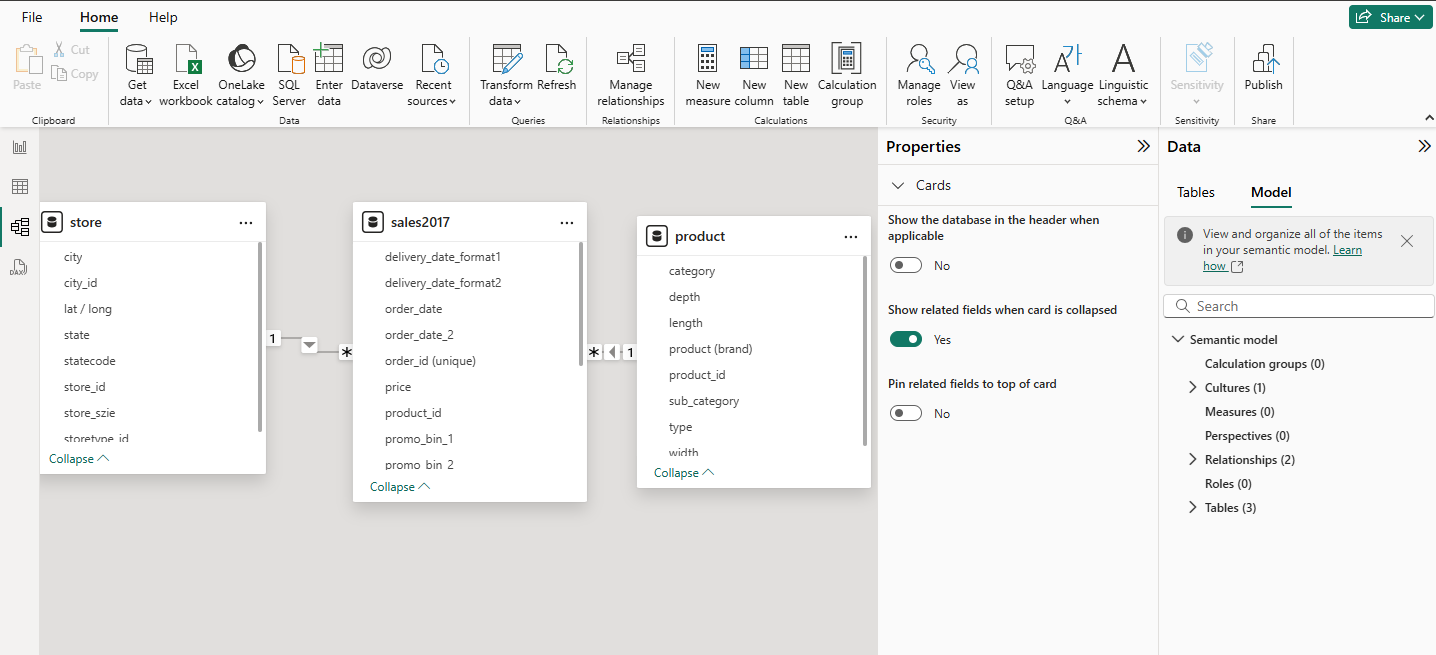 File Home Help
Share
Paste
Cut
Copy
Clipboard
Get
data
Excel
workbook
OneLake
catalog
SQL
Server
Enter
data
Dataverse
Recent
sources
Data
Transform
data
Refresh
Queries
Manage
relationships
Relationships
New
measure
New
column
New
table
Calculation
group
Calculations
Manage
roles
View
as
Security
Q&A
setup
Language
Linguistic
schema
Q&A
Sensitivity
Sensitivity
Publish
Share
store
city
city_id
lat / long
state
statecode
store_id
store_szie
storetype_id
Collapse
1
*
sales2017
delivery_date_format1
delivery_date_format2
order_date
order_date_2
order_id (unique)
price
product_id
promo_bin_1
promo_bin_2
Collapse
*
1
product
category
depth
length
product (brand)
product_id
sub_category
type
width
Collapse
Properties
Cards
Show the database in the header when
applicable
No
Show related fields when card is collapsed
Yes
Pin related fields to top of card
No
Data
Tables Model
View and organize all of the items
in your semantic model. Learn
how
Search
Semantic model
Calculation groups (0)
Cultures (1)
Measures (0)
Perspectives (0)
Relationships (2)
Roles (0)
Tables (3)